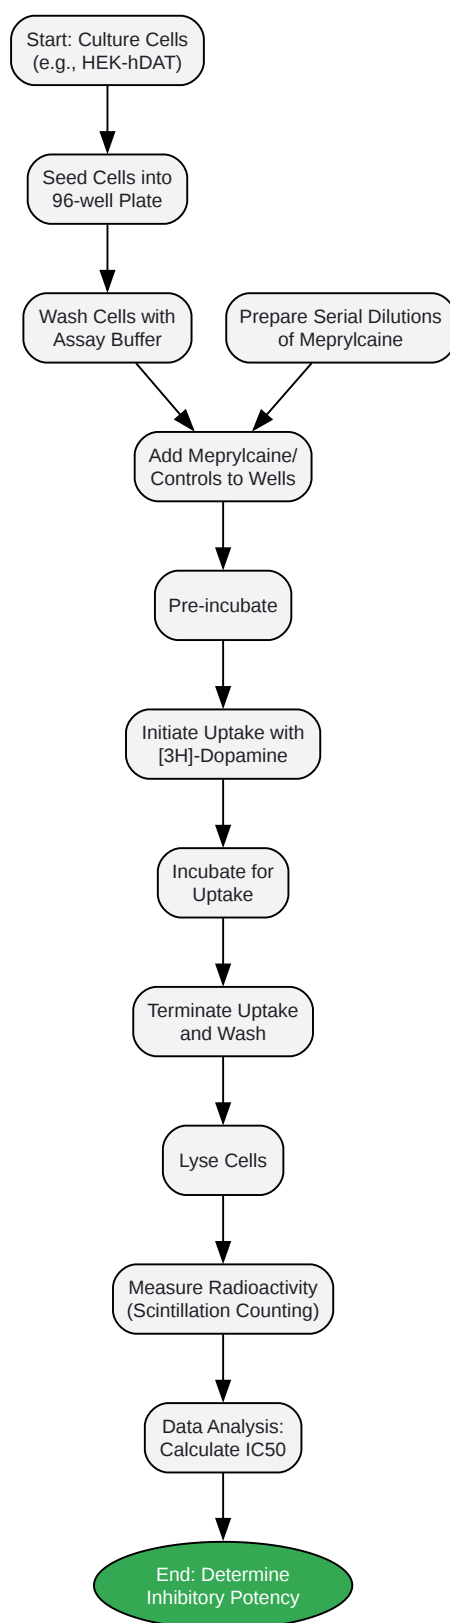 Start: Culture Cells
(e.g., HEK-hDAT)
Seed Cells into
96-well Plate
Wash Cells with
Assay Buffer
Prepare Serial Dilutions
of Meprylcaine
Add Meprylcaine/
Controls to Wells
Pre-incubate
Initiate Uptake with
[3H]-Dopamine
Incubate for
Uptake
Terminate Uptake
and Wash
Lyse Cells
Measure Radioactivity
(Scintillation Counting)
Data Analysis:
Calculate IC50
End: Determine
Inhibitory Potency